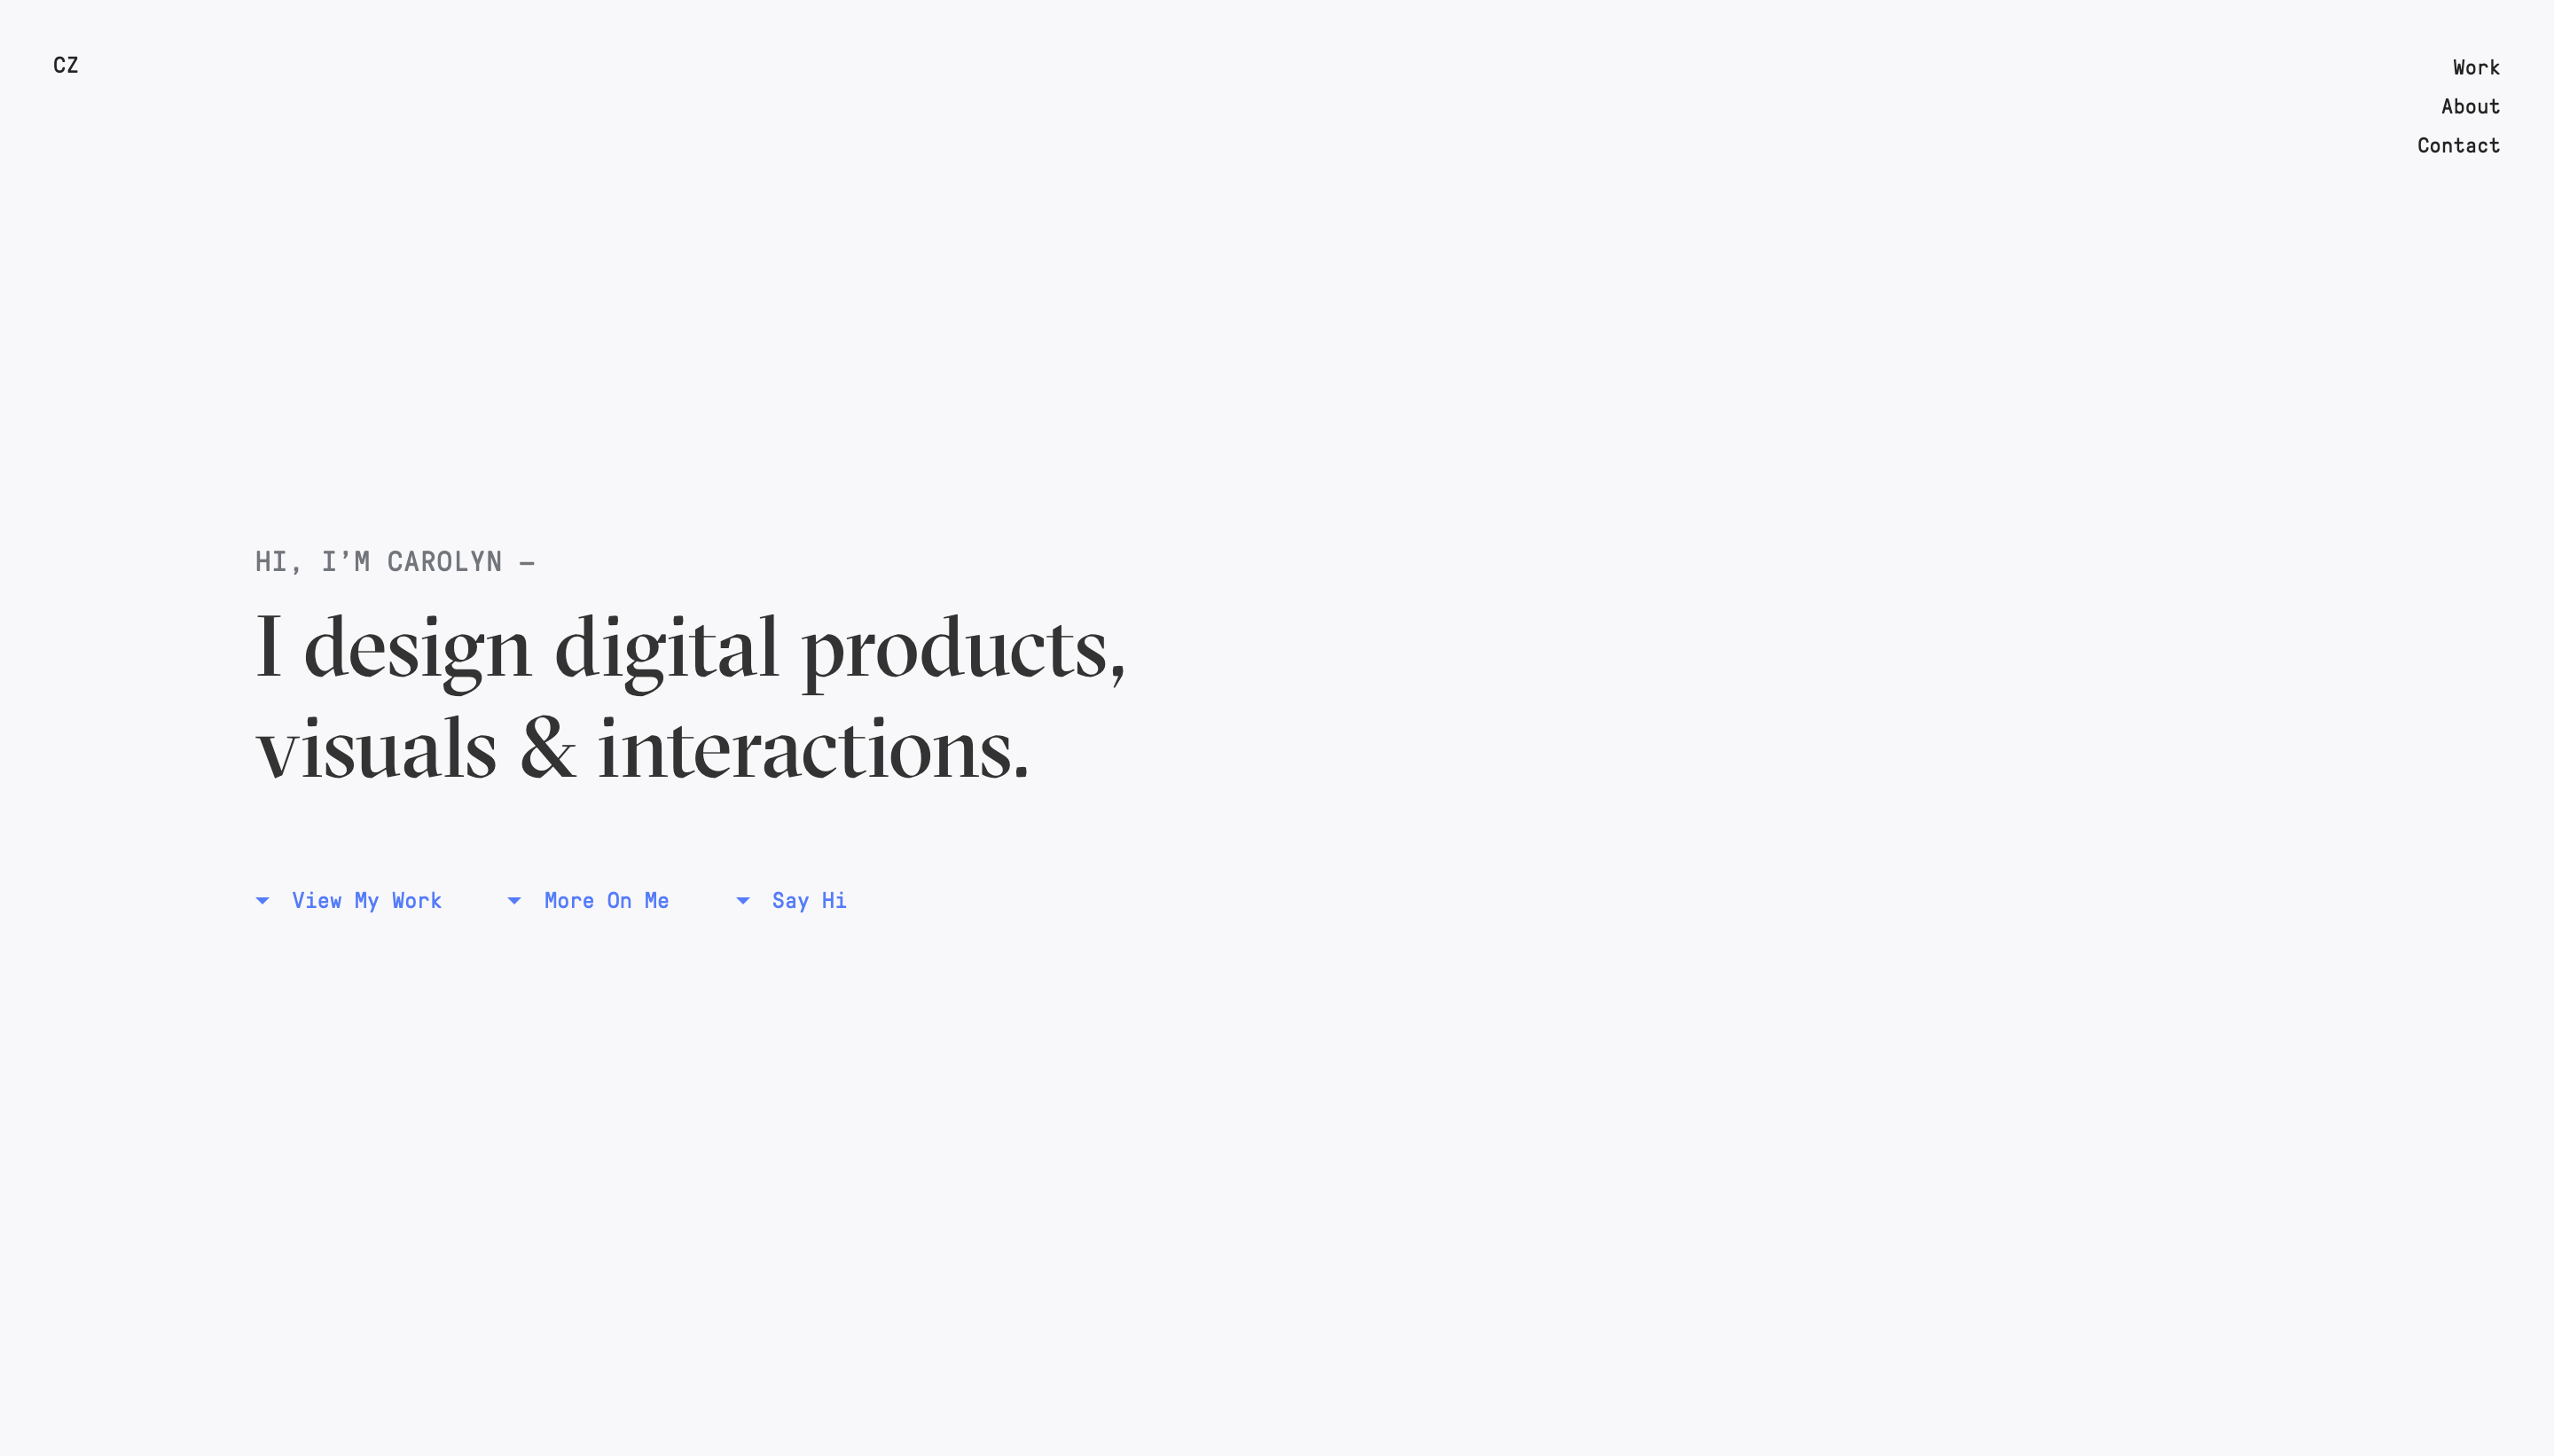 CZ
Work
About
Contact
HI, I’M CAROLYN —
I design digital products,
visuals & interactions.
View My Work
More On Me
Say Hi